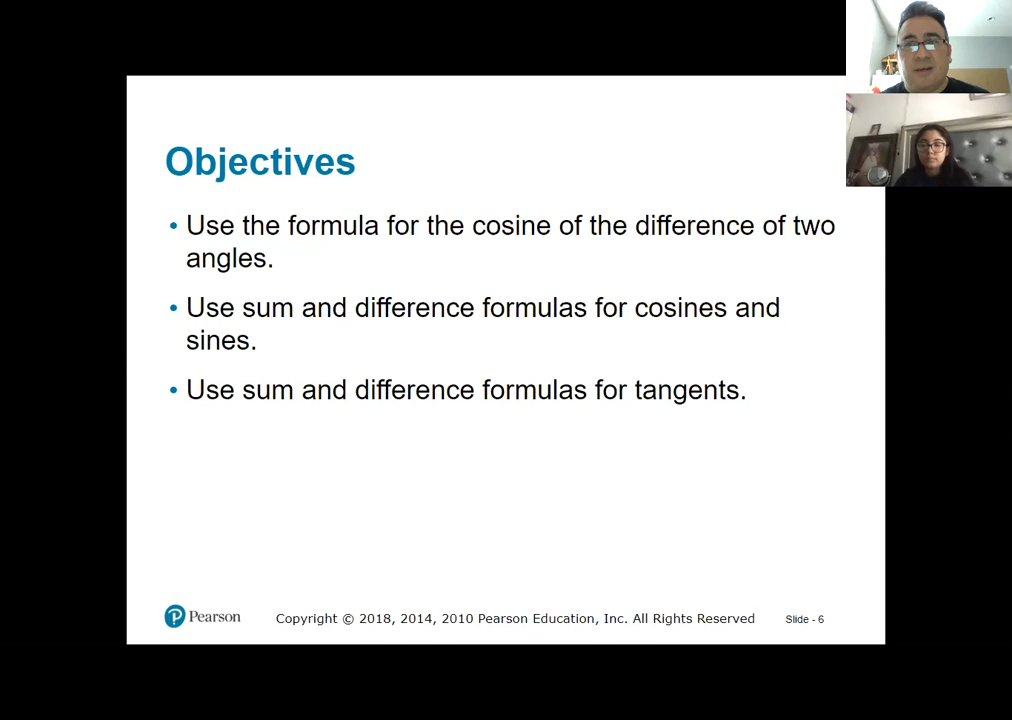 Objectives
• Use the formula for the cosine of the difference of two
angles.
• Use sum and difference formulas for cosines and
sines.
• Use sum and difference formulas for tangents.
Pearson
Copyright © 2018, 2014, 2010 Pearson Education, Inc. All Rights Reserved
Slide - 6